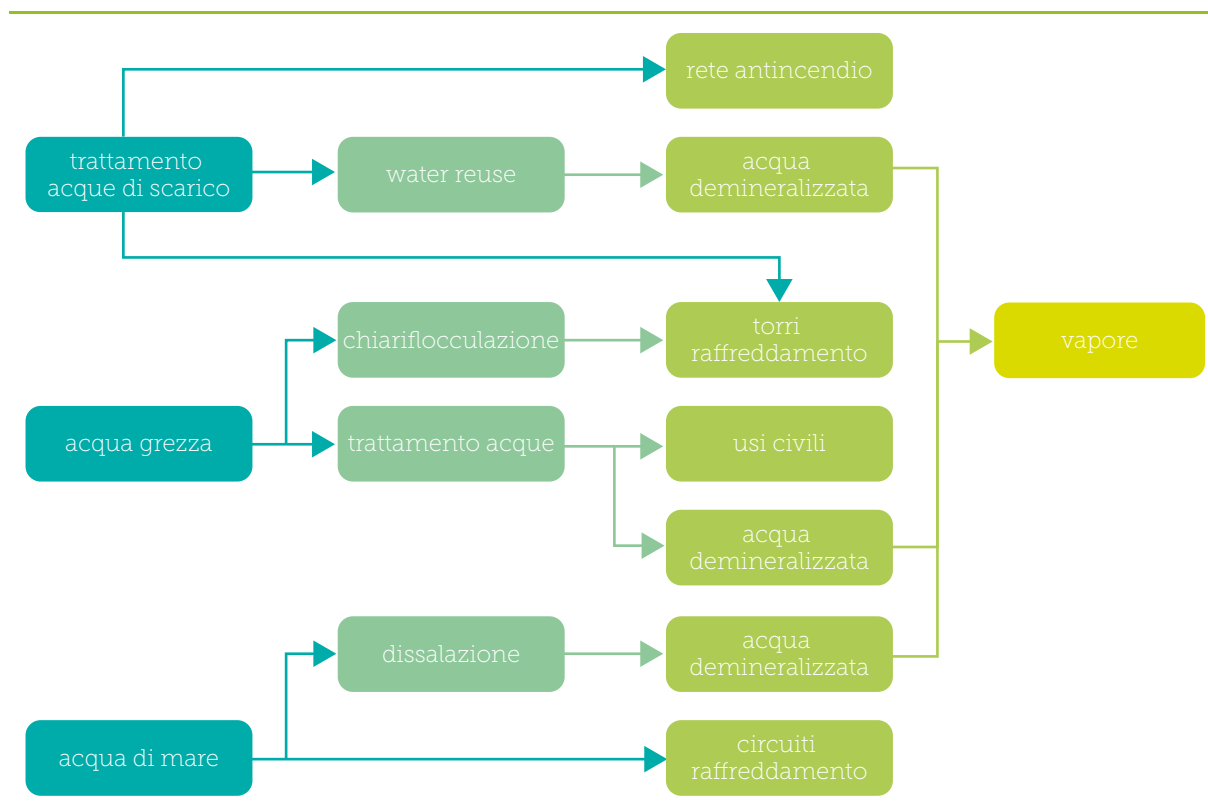 rete antincendio
trattamento
acque di scarico
water reuse
acqua
demineralizzata
chiariflocculazione
torri
raffreddamento
vapore
acqua grezza
trattamento acque
usi civili
acqua
demineralizzata
dissalazione
acqua
demineralizzata
acqua di mare
circuiti
raffreddamento